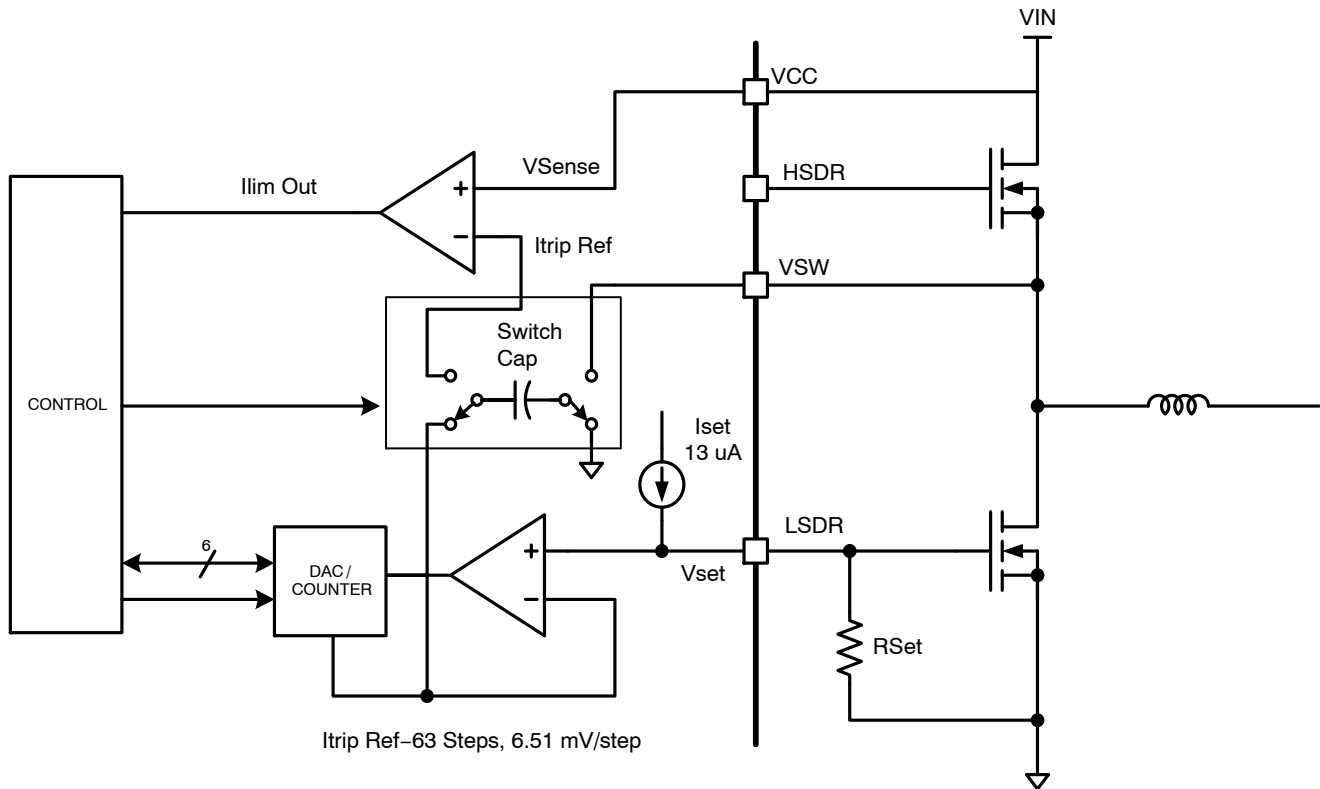 VIN
VCC
VSense
HSDR
Ilim Out
Itrip Ref
VSW
Switch
Cap
CONTROL
Iset
13 uA
LSDR
Vset
6
DAC/
COUNTER
RSet
Itrip Ref–63 Steps, 6.51 mV/step
+
−
+
−